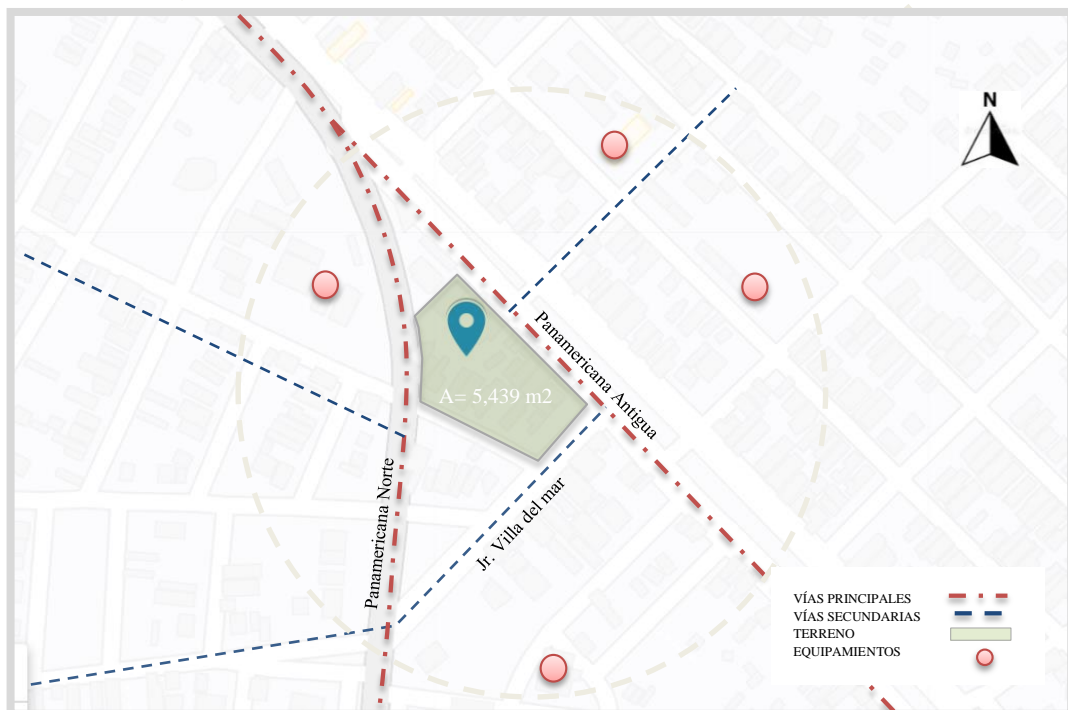 N
Panamericana Antigua
A= 5,439 m2
Panamericana Norte
Jr. Villa del mar
VÍAS PRINCIPALES
VÍAS SECUNDARIAS
TERRENO
EQUIPAMIENTOS